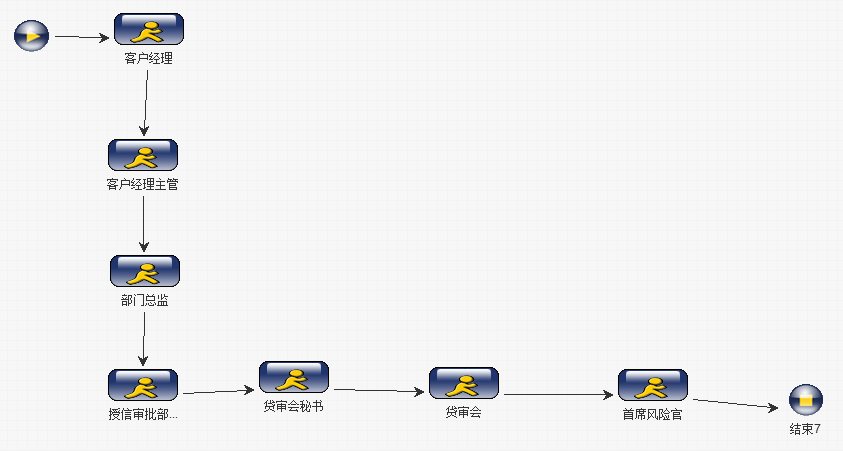 客户经理
客户经理主管
部门总监
授信审批部...
贷审会秘书
贷审会
首席风险官
结束7